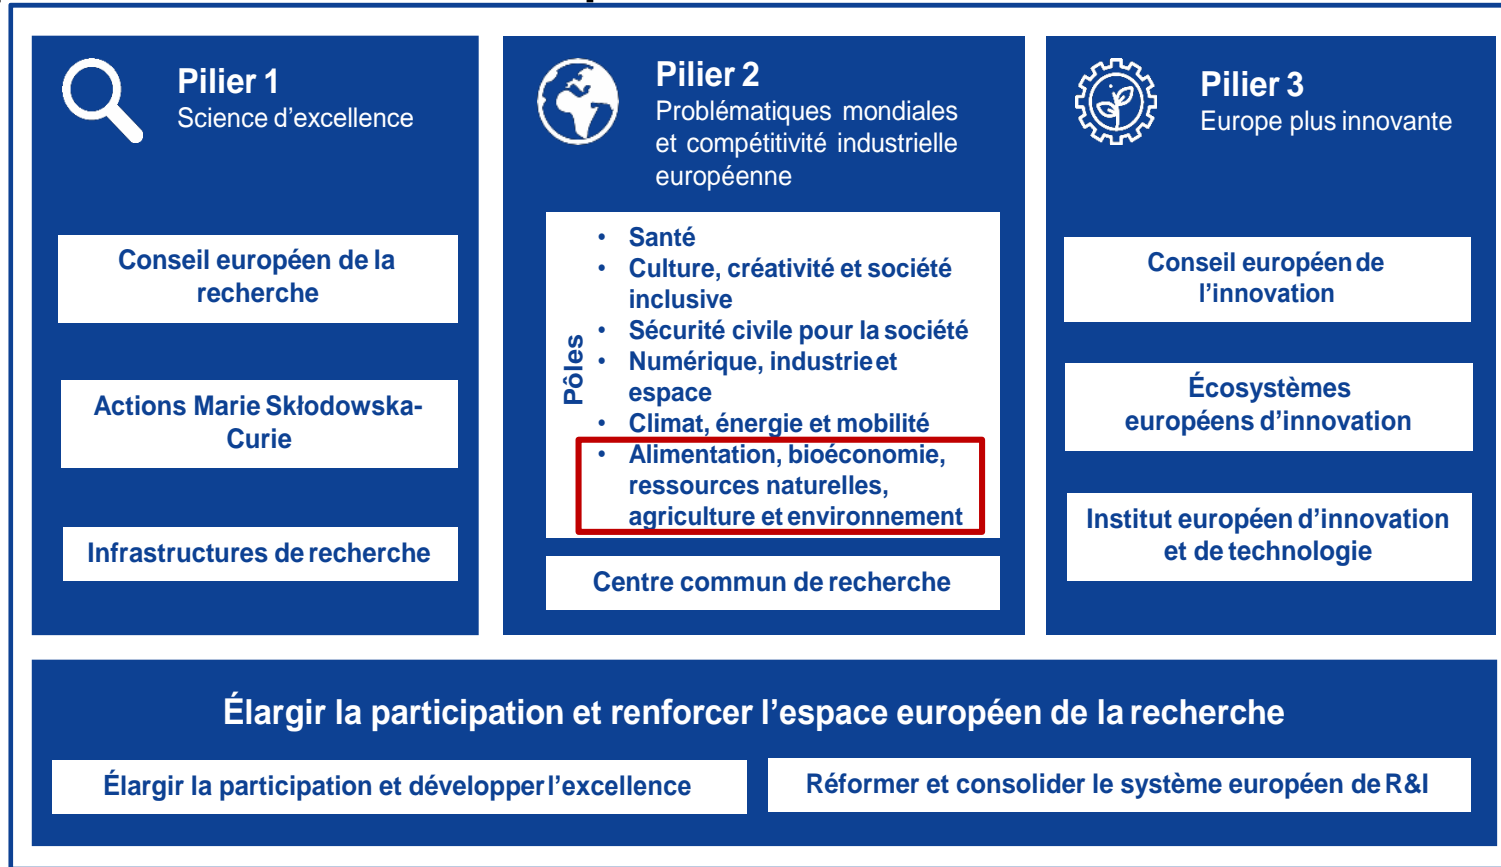 Pilier 1
Science d’excellence
Conseil européen de la
recherche
Actions Marie Skłodowska-
Curie
Infrastructures de recherche
Pilier 2
Problématiques mondiales
et compétitivité industrielle
européenne
Pôles
• Santé
• Culture, créativité et société
inclusive
• Sécurité civile pour la société
• Numérique, industrie et
espace
• Climat, énergie et mobilité
• Alimentation, bioéconomie,
ressources naturelles,
agriculture et environnement
Centre commun de recherche
Pilier 3
Europe plus innovante
Conseil européen de
l’innovation
Écosystèmes
européens d’innovation
Institut européen d’innovation
et de technologie
Élargir la participation et renforcer l’espace européen de la recherche
Élargir la participation et développer l’excellence
Réformer et consolider le système européen de R&I